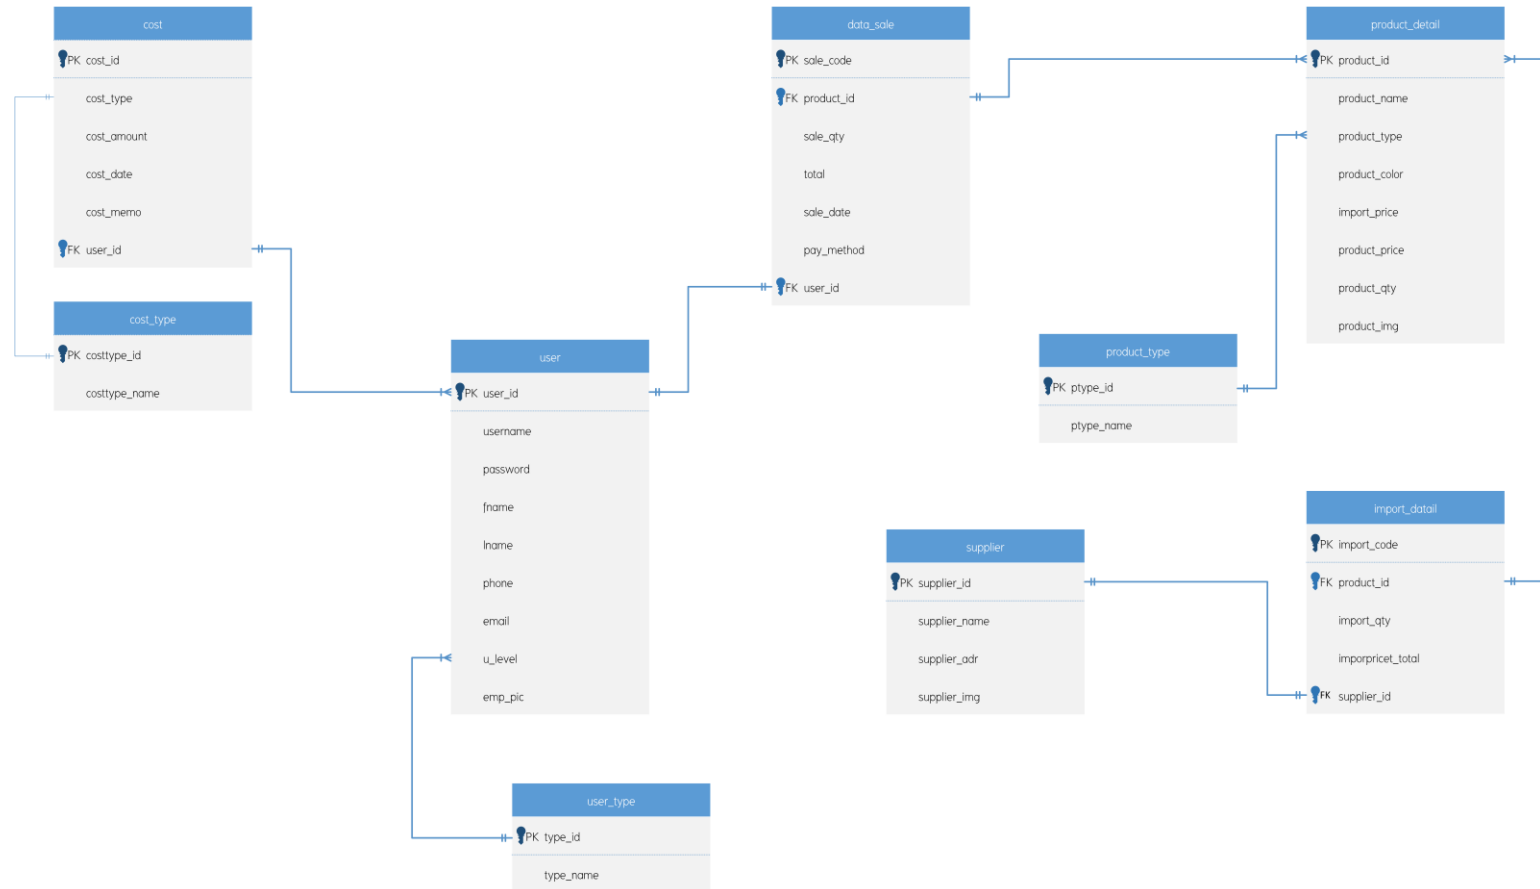 cost
PK cost_id
cost_type
cost_amount
cost_date
cost_memo
FK user_id
cost_type
PK costtype_id
costtype_name
user
PK user_id
username
password
fname
lname
phone
email
u_level
emp_pic
user_type
PK type_id
type_name
data_sale
PK sale_code
FK product_id
sale_qty
total
sale_date
pay_method
FK user_id
product_detail
PK product_id
product_name
product_type
product_color
import_price
product_price
product_qty
product_img
product_type
PK ptype_id
ptype_name
supplier
PK supplier_id
supplier_name
supplier_adr
supplier_img
import_datail
PK import_code
FK product_id
import_qty
imporpricet_total
FK supplier_id